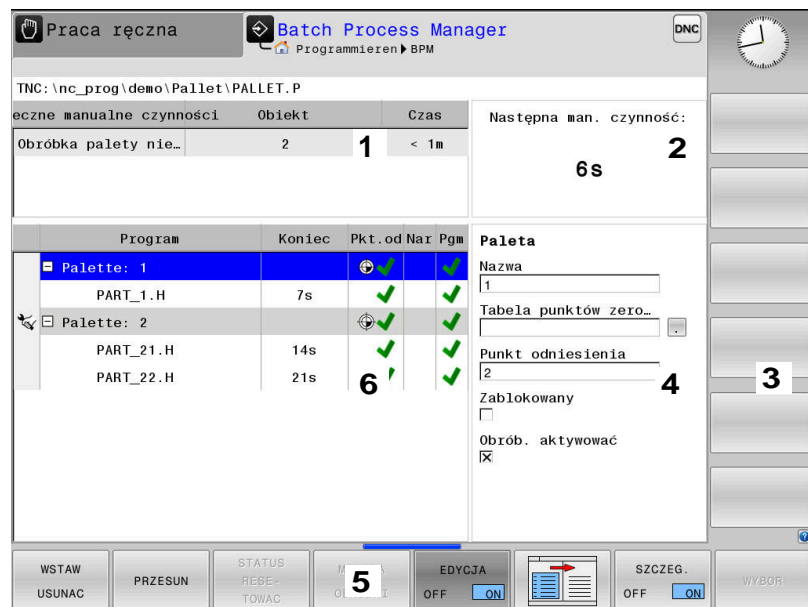 Praca ręczna
Batch Process Manager
Programmieren BPM
DNC
TNC:\nc_prog\demo\Pallet\PALLET.P
eczne manualne czynności Obiekt Czas
Obróbka palety nie… 2 < 1m
1
Następna man. czynność:
2
6s
Program Koniec Pkt.od Nar Pgm
Palette: 1
PART_1.H 7s
Palette: 2
PART_21.H 14s
PART_22.H 21s
6
Paleta
Nazwa
1
Tabela punktów zero…
.
Punkt odniesienia
2
4
Zablokowany
Obrób. aktywować
3
WSTAW
USUNAC
PRZESUN
STATUS
RESE-
TOWAC
5
EDYCJA
OFF ON
SZCZEG.
OFF ON
WYBOR